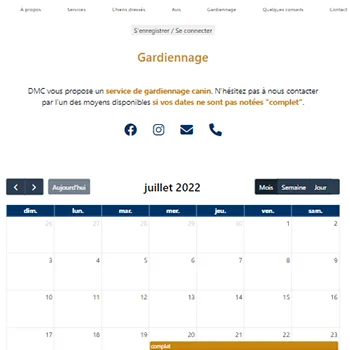 À propos Services Chiens dressés Avis Gardiennage Quelques conseils Contact
S'enregistrer / Se connecter
Gardiennage
DMC vous propose un service de gardiennage canin. N'hésitez pas à nous contacter
par l'un des moyens disponibles si vos dates ne sont pas notées "complet".
Aujourd'hui juillet 2022 Mois Semaine Jour
dim. lun. mar. mer. jeu. ven. sam.
26 27 28 29 30 1 2
3 4 5 6 7 8 9
10 11 12 13 14 15 16
17 18 19 20 21 22 23
complet